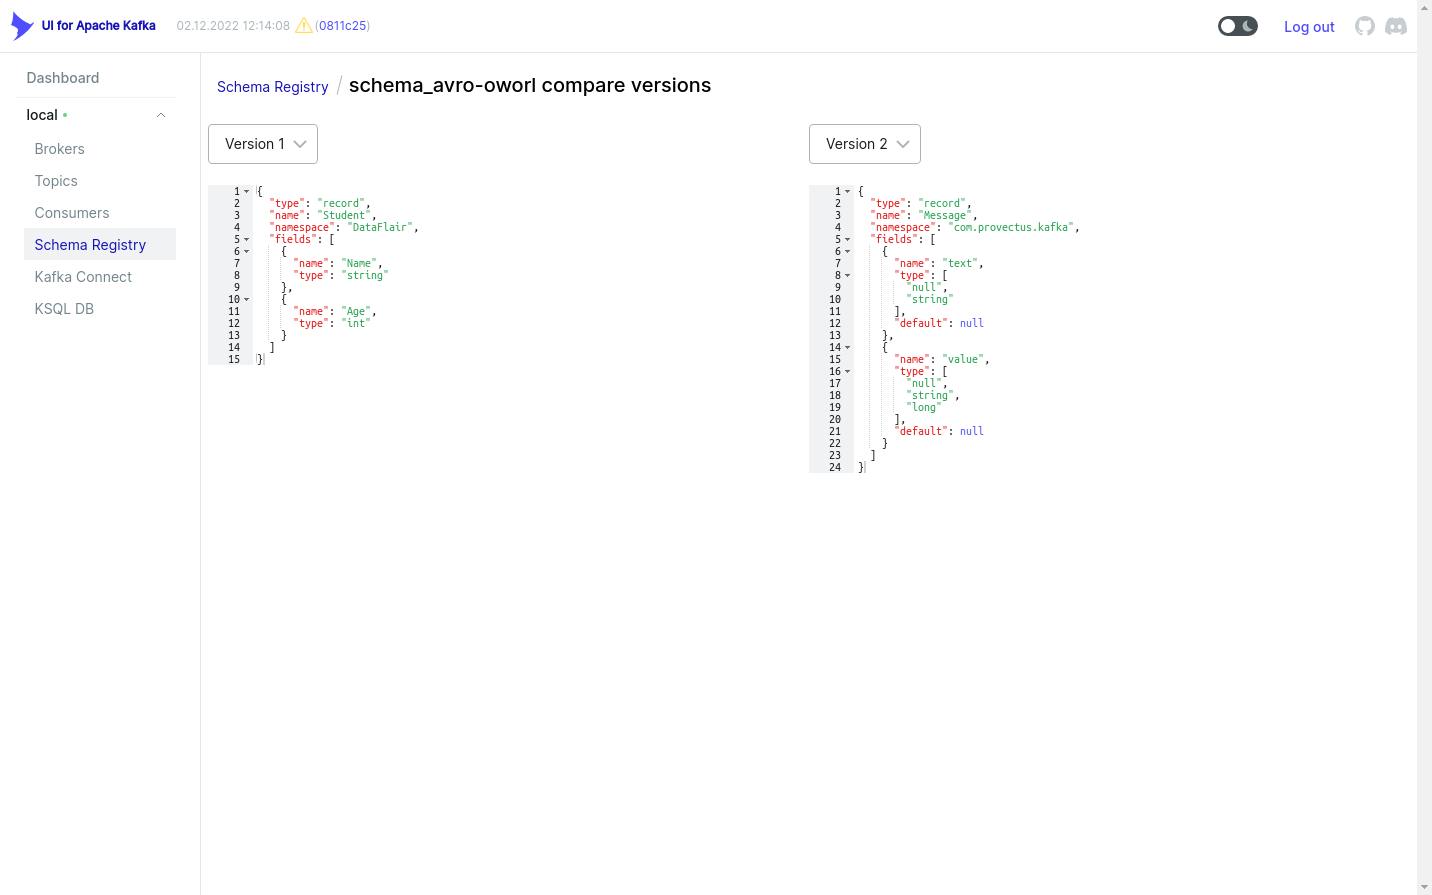 UI for Apache Kafka 02.12.2022 12:14:08 (0811c25) Log out
Dashboard
local
Brokers
Topics
Consumers
Schema Registry
Kafka Connect
KSQL DB
Schema Registry / schema_avro-oworl compare versions
Version 1
1 {
2 "type": "record",
3 "name": "Student",
4 "namespace": "DataFlair",
5 "fields": [
6 {
7 "name": "Name",
8 "type": "string"
9 },
10 {
11 "name": "Age",
12 "type": "int"
13 }
14 ]
15 }
Version 2
1 {
2 "type": "record",
3 "name": "Message",
4 "namespace": "com.provectus.kafka",
5 "fields": [
6 {
7 "name": "text",
8 "type": [
9 "null",
10 "string"
11 ],
12 "default": null
13 },
14 {
15 "name": "value",
16 "type": [
17 "null",
18 "string",
19 "long"
20 ],
21 "default": null
22 }
23 ]
24 }